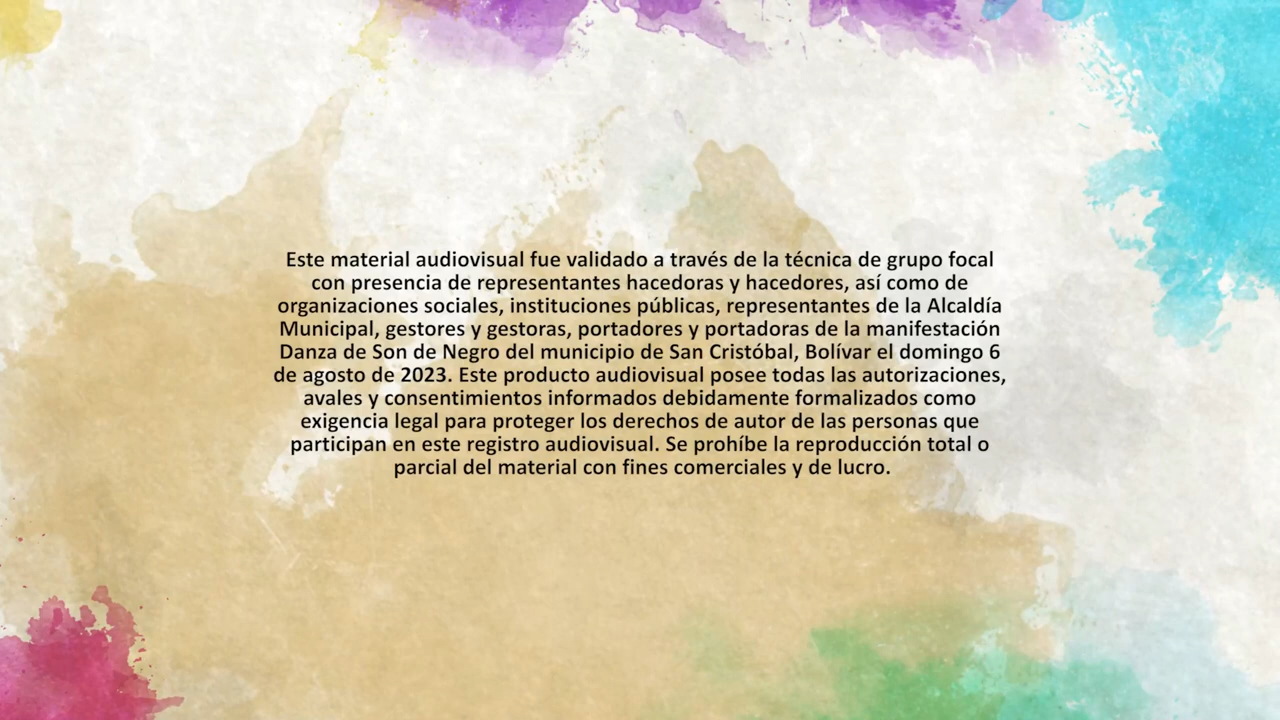 Este material audiovisual fue validado a través de la técnica de grupo focal
con presencia de representantes hacedoras y hacedores, así como de
organizaciones sociales, instituciones públicas, representantes de la Alcaldía
Municipal, gestores y gestoras, portadores y portadoras de la manifestación
Danza de Son de Negro del municipio de San Cristóbal, Bolívar el domingo 6
de agosto de 2023. Este producto audiovisual posee todas las autorizaciones,
avales y consentimientos informados debidamente formalizados como
exigencia legal para proteger los derechos de autor de las personas que
participan en este registro audiovisual. Se prohíbe la reproducción total o
parcial del material con fines comerciales y de lucro.